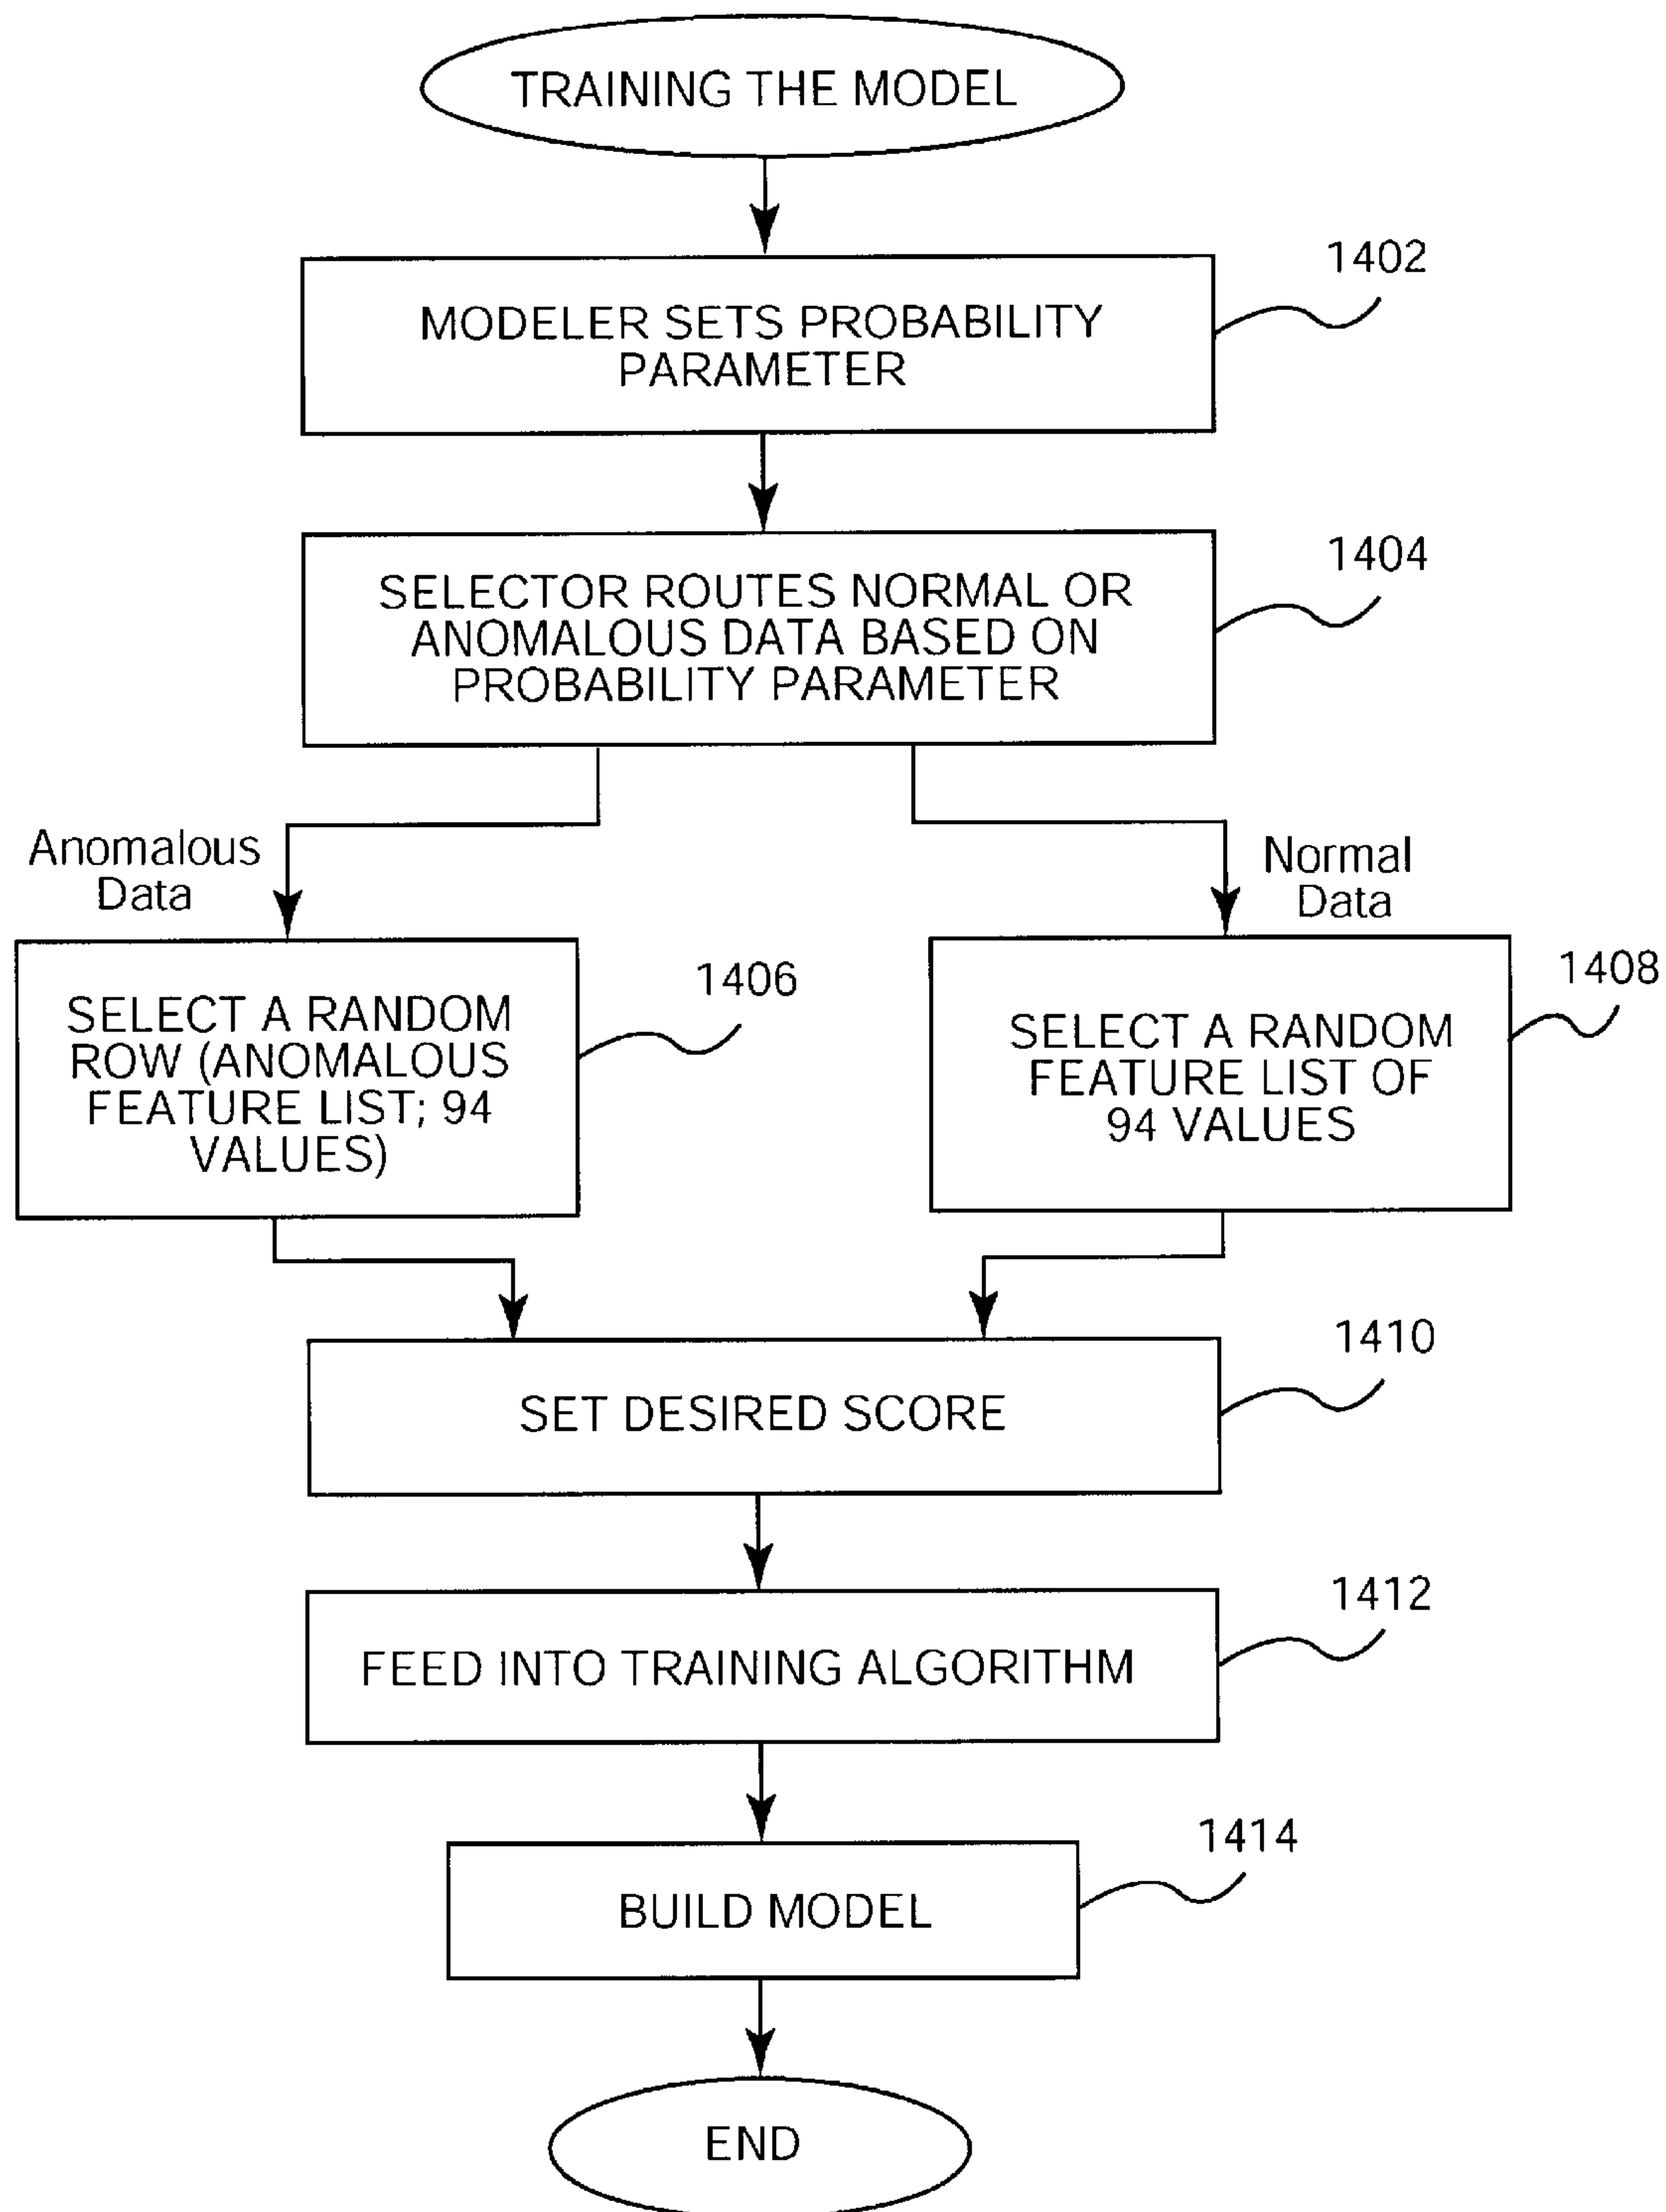 TRAINING THE MODEL
1402
MODELER SETS PROBABILITY
PARAMETER
1404
SELECTOR ROUTES NORMAL OR
ANOMALOUS DATA BASED ON
PROBABILITY PARAMETER
Anomalous
Data
Normal
Data
1406
SELECT A RANDOM
ROW (ANOMALOUS
FEATURE LIST; 94
VALUES)
1408
SELECT A RANDOM
FEATURE LIST OF
94 VALUES
1410
SET DESIRED SCORE
1412
FEED INTO TRAINING ALGORITHM
1414
BUILD MODEL
END